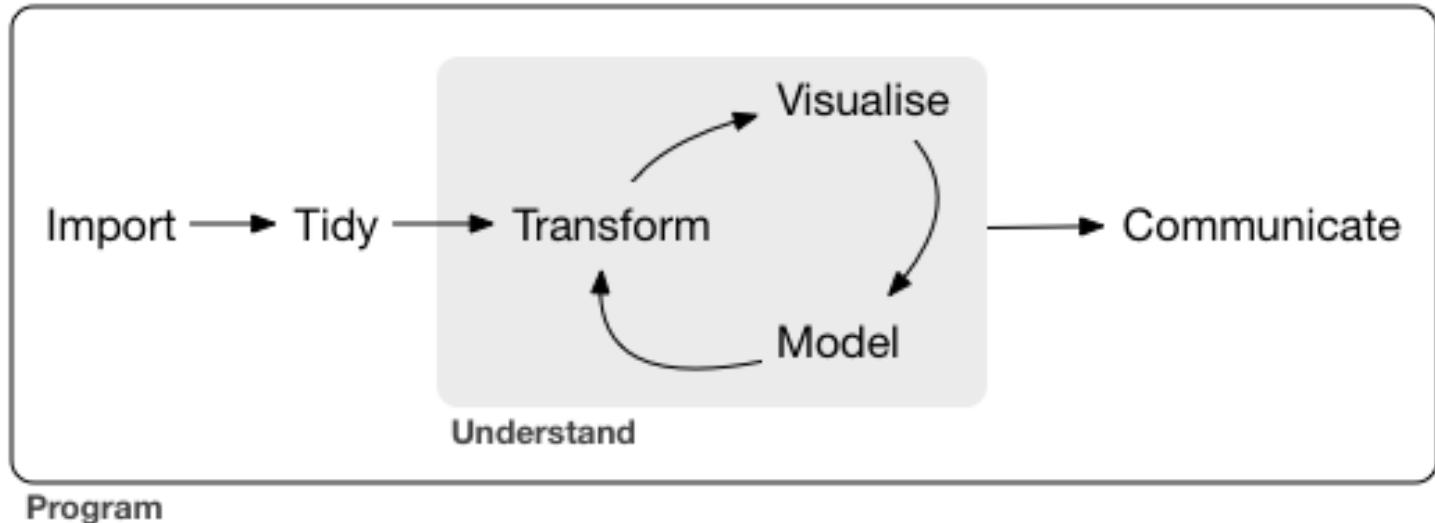 Visualise
Import Tidy Transform Communicate
Model
Understand
Program